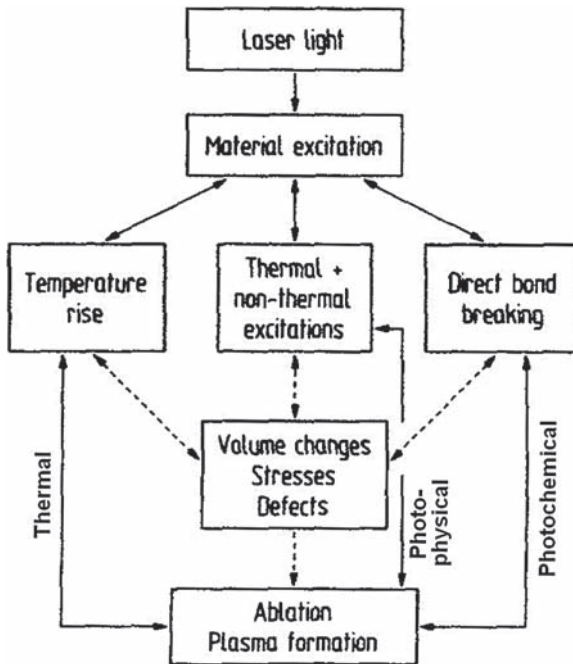 Laser light
Material excitation
Temperature
rise
Thermal +
non-thermal
excitations
Direct bond
breaking
Volume changes
Stresses
Defects
Thermal
Photo-
physical
Photochemical
Ablation
Plasma formation